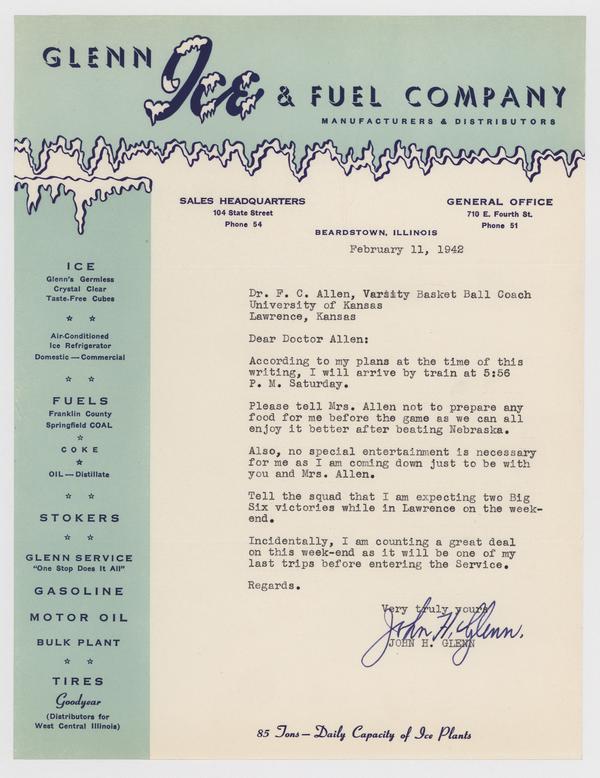 GLENN Ice & FUEL COMPANY
MANUFACTURERS & DISTRIBUTORS
SALES HEADQUARTERS
104 State Street
Phone 54
GENERAL OFFICE
710 E. Fourth St.
Phone 51
BEARDSTOWN, ILLINOIS
February 11, 1942
ICE
Glenn's Germless
Crystal Clear
Taste-Free Cubes
Air-Conditioned
Ice Refrigerator
Domestic — Commercial
FUELS
Franklin County
Springfield COAL
COKE
OIL — Distillate
STOKERS
GLENN SERVICE
"One Stop Does It All"
GASOLINE
MOTOR OIL
BULK PLANT
TIRES
Goodyear
(Distributors for
West Central Illinois)
Dr. F. C. Allen, Varsity Basket Ball Coach
University of Kansas
Lawrence, Kansas
Dear Doctor Allen:
According to my plans at the time of this
writing, I will arrive by train at 5:56
P. M. Saturday.
Please tell Mrs. Allen not to prepare any
food for me before the game as we can all
enjoy it better after beating Nebraska.
Also, no special entertainment is necessary
for me as I am coming down just to be with
you and Mrs. Allen.
Tell the squad that I am expecting two Big
Six victories while in Lawrence on the week-
end.
Incidentally, I am counting a great deal
on this week-end as it will be one of my
last trips before entering the Service.
Regards.
Very truly yours
John H. Glenn.
JOHN H. GLENN
85 Tons — Daily Capacity of Ice Plants